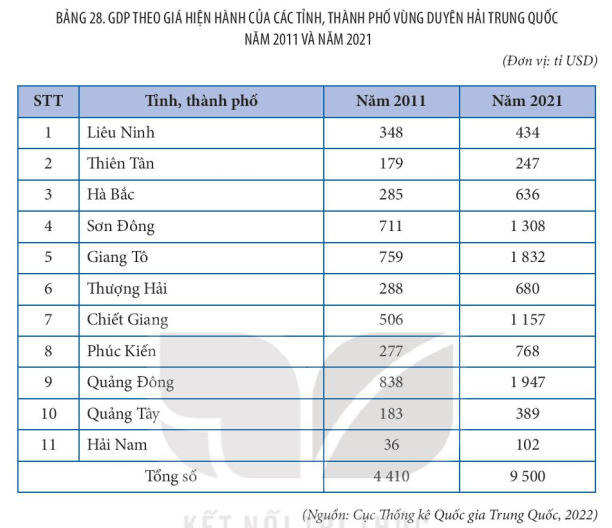 BẢNG 28. GDP THEO GIÁ HIỆN HÀNH CỦA CÁC TỈNH, THÀNH PHỐ VÙNG DUYÊN HẢI TRUNG QUỐC
NĂM 2011 VÀ NĂM 2021
(Đơn vị: tỉ USD)
STT Tỉnh, thành phố Năm 2011 Năm 2021
1 Liêu Ninh 348 434
2 Thiên Tân 179 247
3 Hà Bắc 285 636
4 Sơn Đông 711 1 308
5 Giang Tô 759 1 832
6 Thượng Hải 288 680
7 Chiết Giang 506 1 157
8 Phúc Kiến 277 768
9 Quảng Đông 838 1 947
10 Quảng Tây 183 389
11 Hải Nam 36 102
Tổng số 4 410 9 500
(Nguồn: Cục Thống kê Quốc gia Trung Quốc, 2022)
KẾT NỐI TRI THỨC